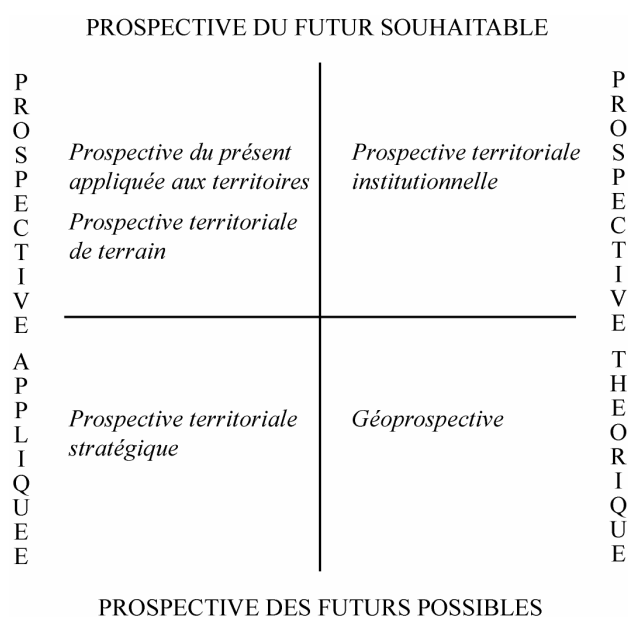 PROSPECTIVE DU FUTUR SOUHAITABLE
PROSPECTIVE APPLIQUEE
Prospective du présent
appliquée aux territoires
Prospective territoriale
de terrain
Prospective territoriale
institutionnelle
Prospective territoriale
stratégique
Géoprospective
PROSPECTIVE THEORIQUE
PROSPECTIVE DES FUTURS POSSIBLES